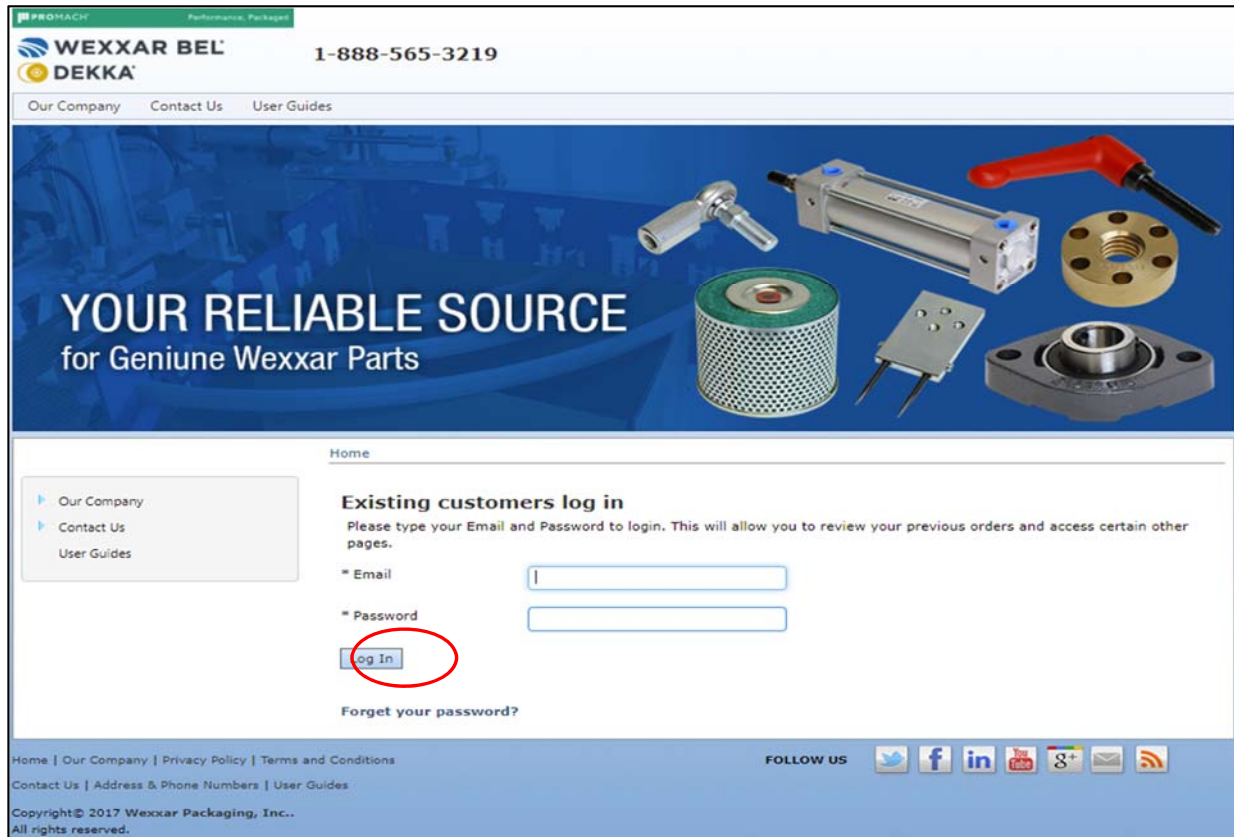 PROMACH Performance, Packaged
WEXXAR BEL
DEKKA
1-888-565-3219
Our Company Contact Us User Guides
YOUR RELIABLE SOURCE
for Geniune Wexxar Parts
Home
Our Company
Contact Us
User Guides
Existing customers log in
Please type your Email and Password to login. This will allow you to review your previous orders and access certain other
pages.
* Email
* Password
Log In
Forget your password?
Home | Our Company | Privacy Policy | Terms and Conditions
FOLLOW US f in You Tube g+
Contact Us | Address & Phone Numbers | User Guides
Copyright© 2017 Wexxar Packaging, Inc..
All rights reserved.